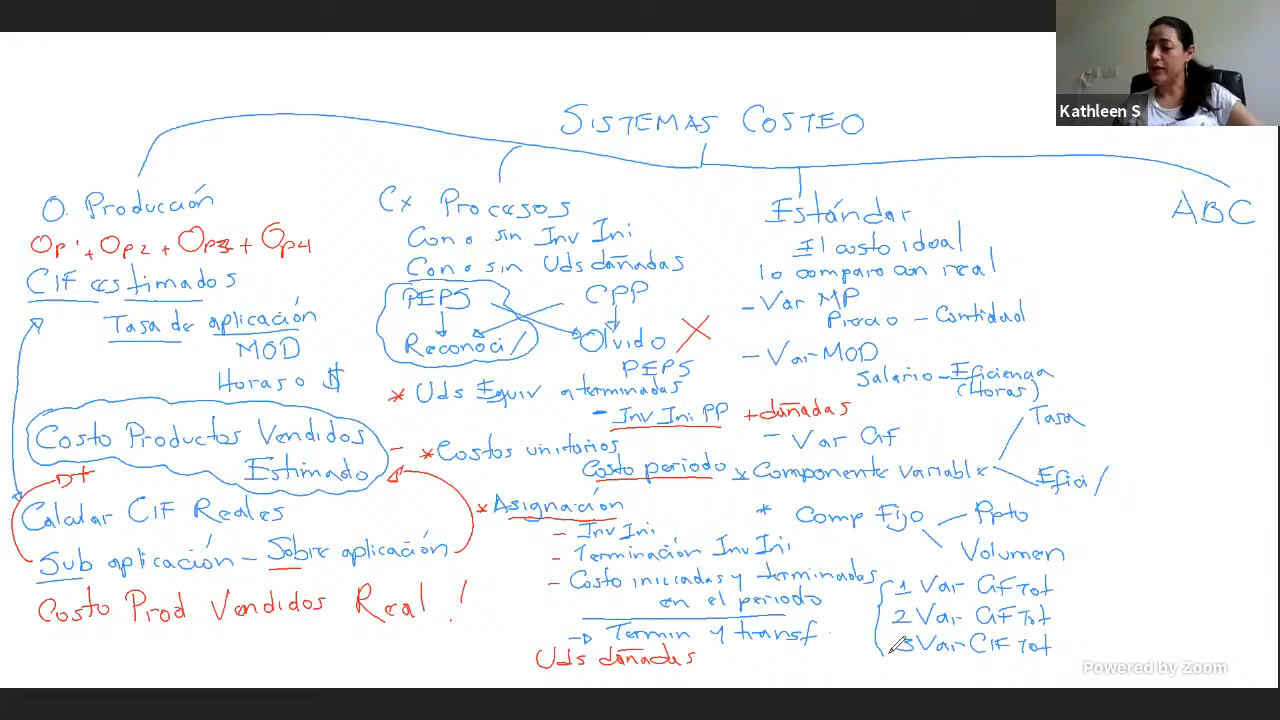 Kathleen S
SISTEMAS COSTEO
O. Producción
Op1 + Op2 + Op3 + Op4
CIF estimados
Tasa de aplicación
MOD
Horas o $
Costo Productos Vendidos
Estimado
D+
Calcular CIF Reales
Sub aplicación - Sobre aplicación
Costo Prod Vendidos Real !
Cx Procesos
Con o sin Inv Ini
Con o sin Uds dañadas
PEPS CPP
Reconoci/ Olvido X
PEPS
* Uds Equiv a terminadas
- Inv Ini PP + dañadas
- * Costos unitarios
Costo periodo
* Asignación
- Inv Ini
- Terminación Inv Ini
- Costo iniciadas y terminadas
en el periodo
Termin y transf.
Uds dañadas
Estándar
El costo ideal
lo comparo con real
- Var MP
Precio - Cantidad
- Var MOD
Salario - Eficiencia
(Horas)
- Var CIF
* Componente variable
Tasa
Efici/
* Comp Fijo
Ppto
Volumen
1 Var CIF Tot
2 Var CIF Tot
3 Var CIF Tot
ABC
Powered by Zoom